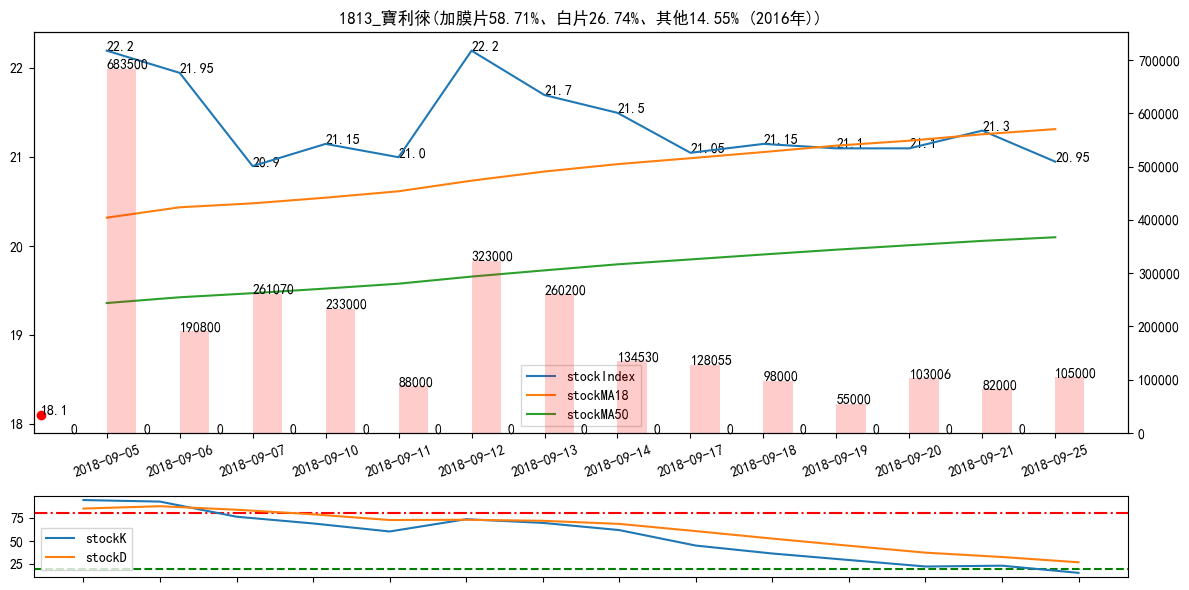 1813_寶利徠(加膜片58.71%、白片26.74%、其他14.55% (2016年))
22.2 21.95 20.9 21.15 21.0 22.2 21.7 21.5 21.05 21.15 21.1 21.1 21.3 20.95
22 21 20 19 18
700000 600000 500000 400000 300000 200000 100000 0
683500 190800 261070 233000 88000 323000 260200 134530 128055 98000 55000 103006 82000 105000
18.1
0 0 0 0 0 0 0 0 0 0 0 0 0 0
stockIndex
stockMA18
stockMA50
2018-09-05 2018-09-06 2018-09-07 2018-09-10 2018-09-11 2018-09-12 2018-09-13 2018-09-14 2018-09-17 2018-09-18 2018-09-19 2018-09-20 2018-09-21 2018-09-25
75 50 25
stockK
stockD